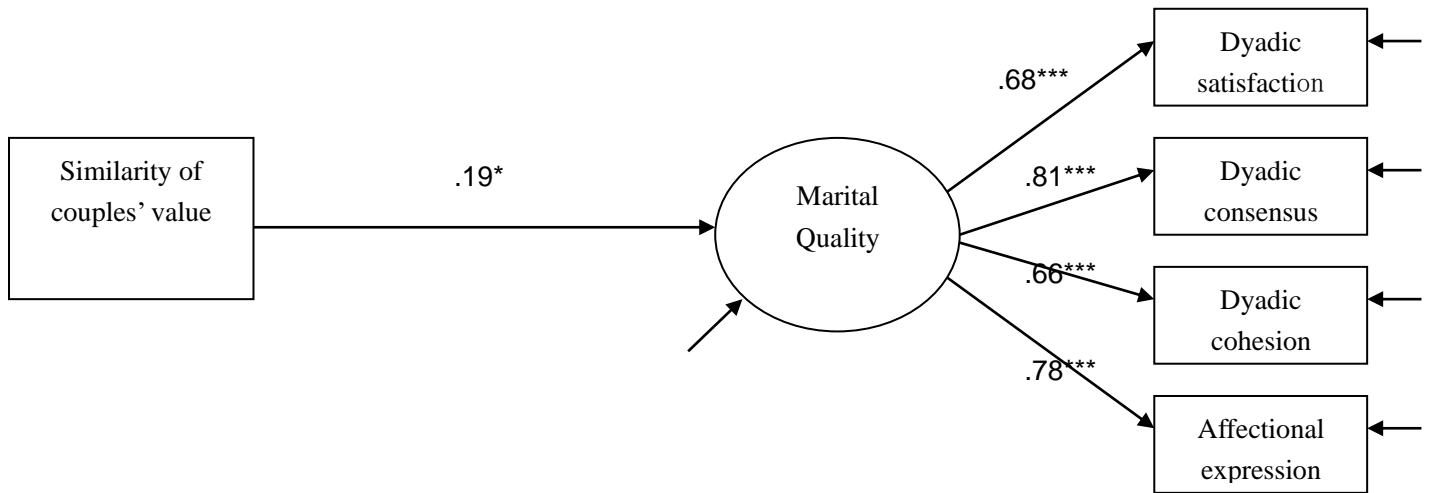 Similarity of
couples’ value
.19*
Marital
Quality
.68***
.81***
.66***
.78***
Dyadic
satisfaction
Dyadic
consensus
Dyadic
cohesion
Affectional
expression